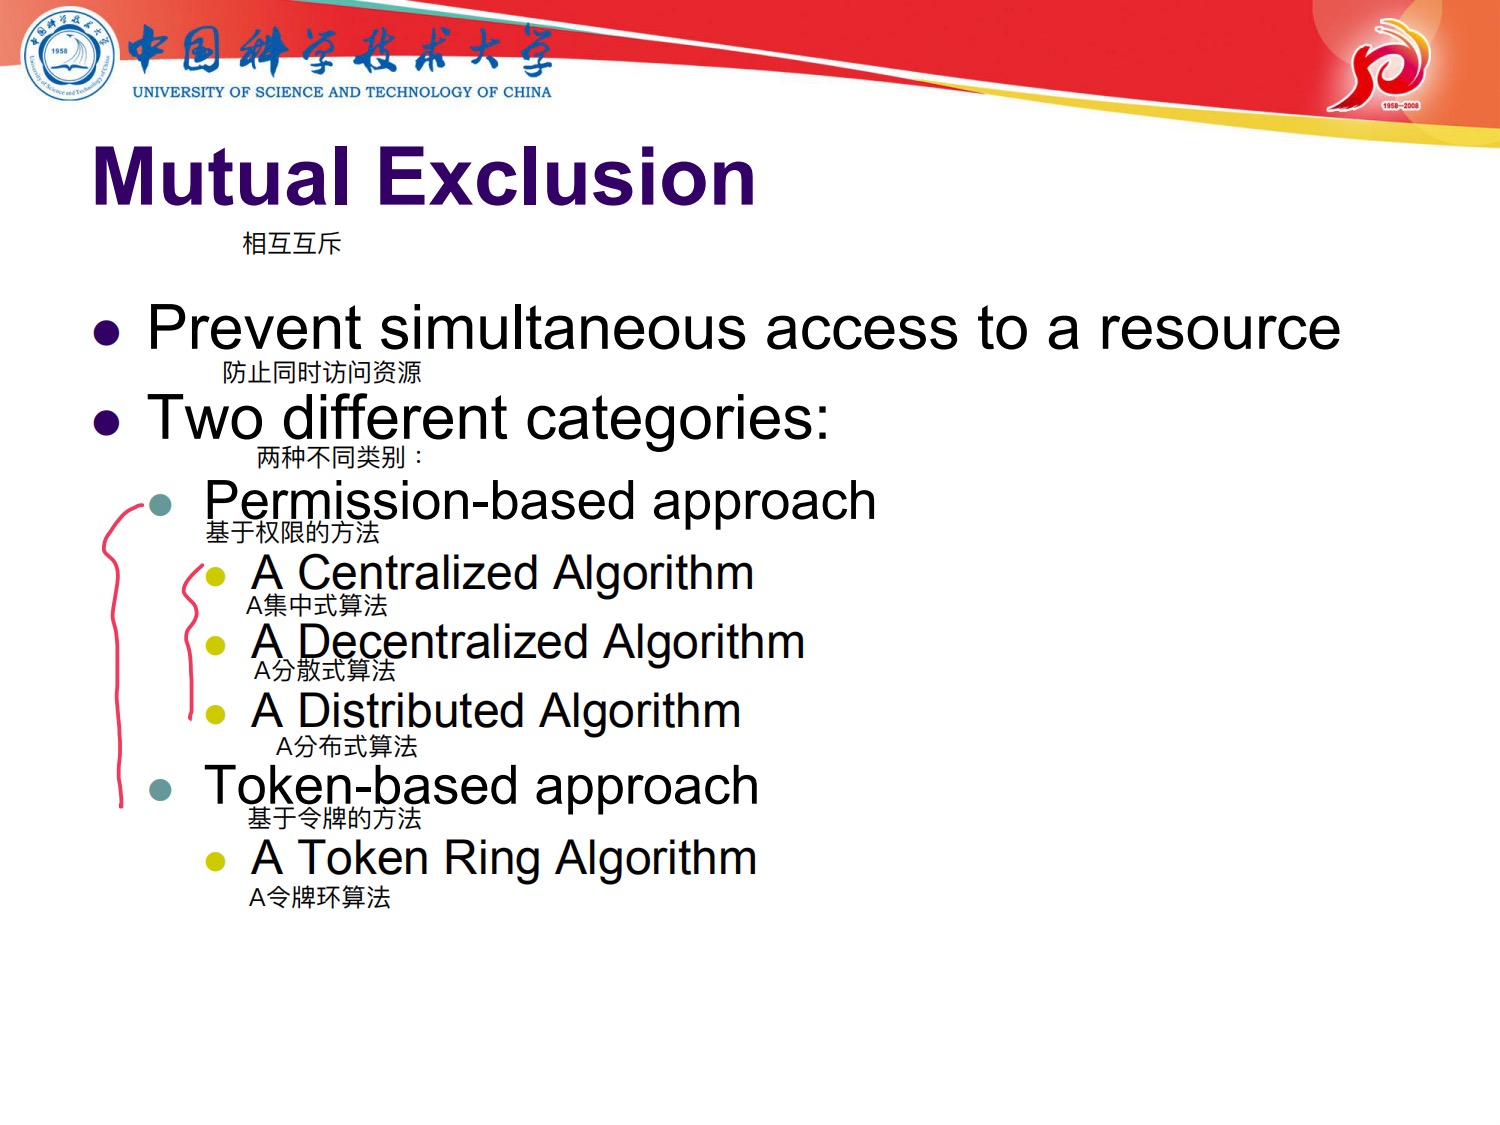 中国科学技术大学
UNIVERSITY OF SCIENCE AND TECHNOLOGY OF CHINA
1958
1958—2008
Mutual Exclusion
相互互斥
Prevent simultaneous access to a resource
防止同时访问资源
Two different categories:
两种不同类别：
Permission-based approach
基于权限的方法
A Centralized Algorithm
A集中式算法
A Decentralized Algorithm
A分散式算法
A Distributed Algorithm
A分布式算法
Token-based approach
基于令牌的方法
A Token Ring Algorithm
A令牌环算法